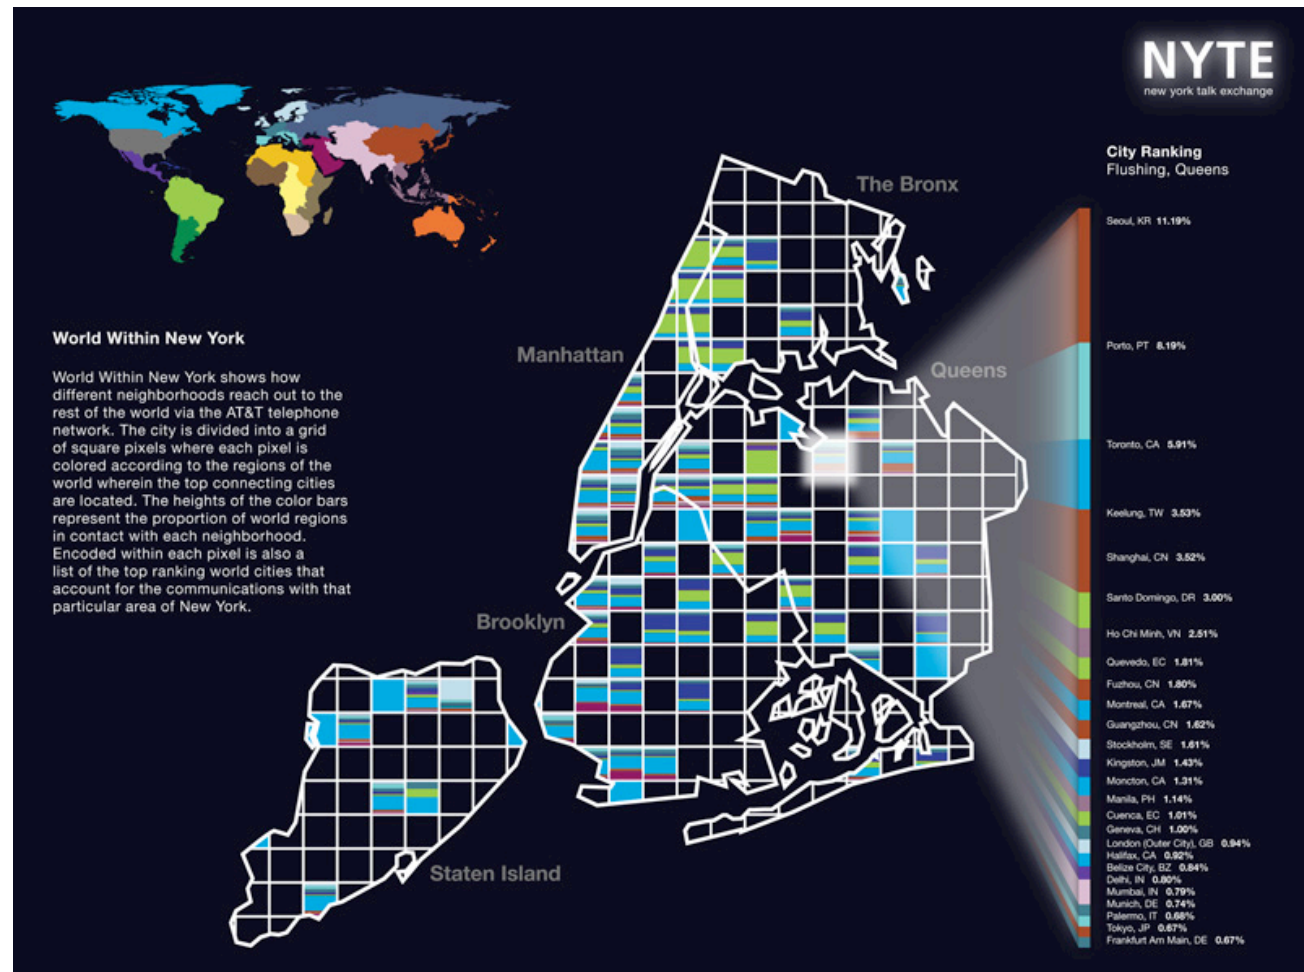 NYTE
new york talk exchange
City Ranking
Flushing, Queens
The Bronx
Manhattan
Queens
Brooklyn
Staten Island
World Within New York
World Within New York shows how
different neighborhoods reach out to the
rest of the world via the AT&T telephone
network. The city is divided into a grid
of square pixels where each pixel is
colored according to the regions of the
world wherein the top connecting cities
are located. The heights of the color bars
represent the proportion of world regions
in contact with each neighborhood.
Encoded within each pixel is also a
list of the top ranking world cities that
account for the communications with that
particular area of New York.
Seoul, KR 11.19%
Porto, PT 8.19%
Toronto, CA 5.91%
Keelung, TW 3.53%
Shanghai, CN 3.52%
Santo Domingo, DR 3.00%
Ho Chi Minh, VN 2.51%
Quevedo, EC 1.81%
Fuzhou, CN 1.80%
Montreal, CA 1.67%
Guangzhou, CN 1.62%
Stockholm, SE 1.61%
Kingston, JM 1.43%
Moncton, CA 1.31%
Manila, PH 1.14%
Cuenca, EC 1.01%
Geneva, CH 1.00%
London (Outer City), GB 0.94%
Halifax, CA 0.92%
Belize City, BZ 0.84%
Delhi, IN 0.80%
Mumbai, IN 0.79%
Munich, DE 0.74%
Palermo, IT 0.68%
Tokyo, JP 0.67%
Frankfurt Am Main, DE 0.67%